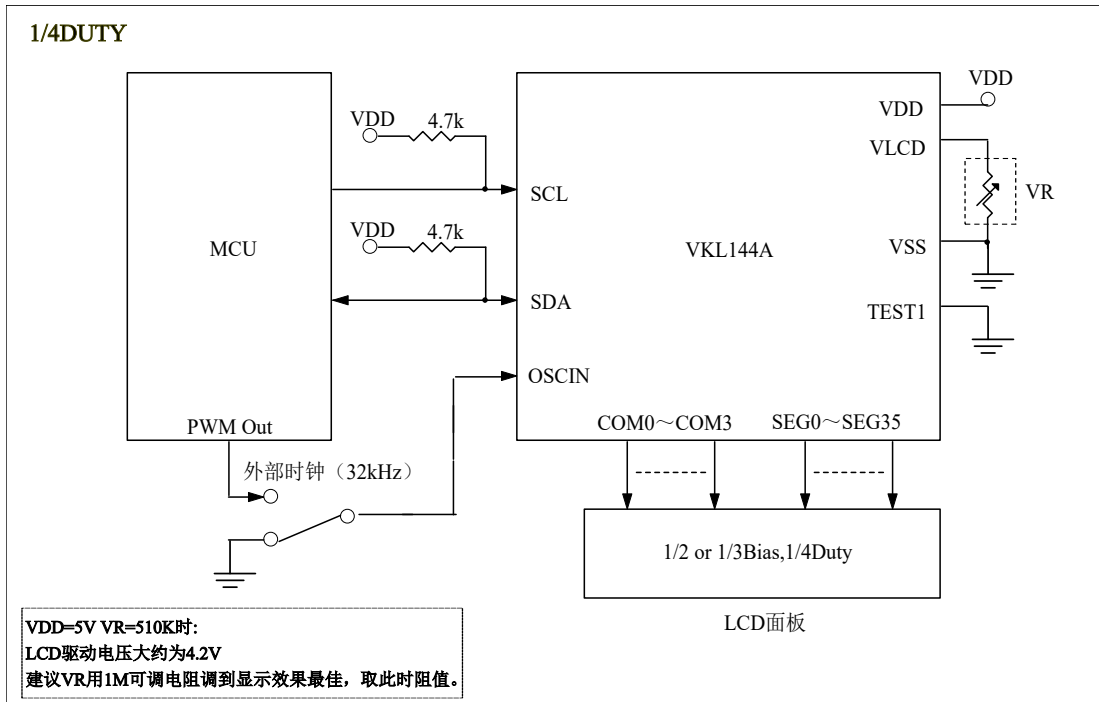 1/4DUTY
VDD
4.7k
SCL
VDD
4.7k
SDA
MCU
VKL144A
OSCIN
PWM Out
外部时钟（32kHz）
VDD
VDD
VLCD
VR
VSS
TEST1
COM0～COM3
SEG0～SEG35
1/2 or 1/3Bias,1/4Duty
LCD面板
VDD=5V VR=510K时:
LCD驱动电压大约为4.2V
建议VR用1M可调电阻调到显示效果最佳，取此时阻值。